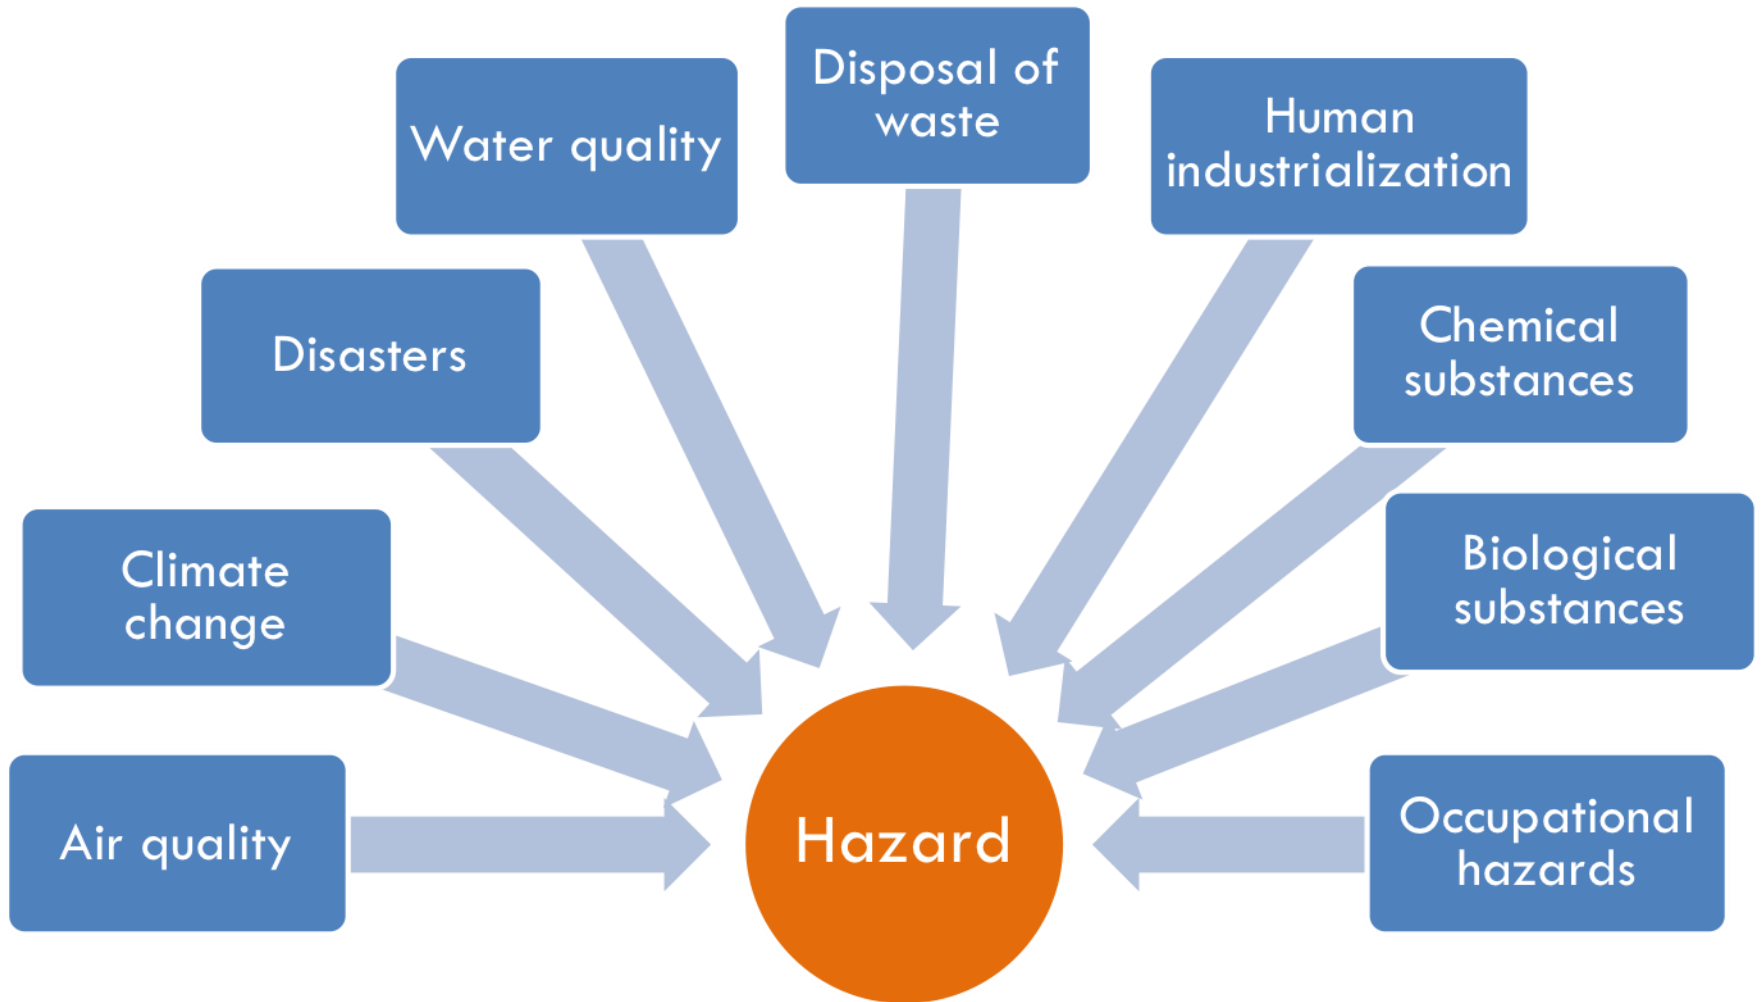 Disposal of
waste
Water quality
Human
industrialization
Disasters
Chemical
substances
Climate
change
Biological
substances
Air quality
Hazard
Occupational
hazards